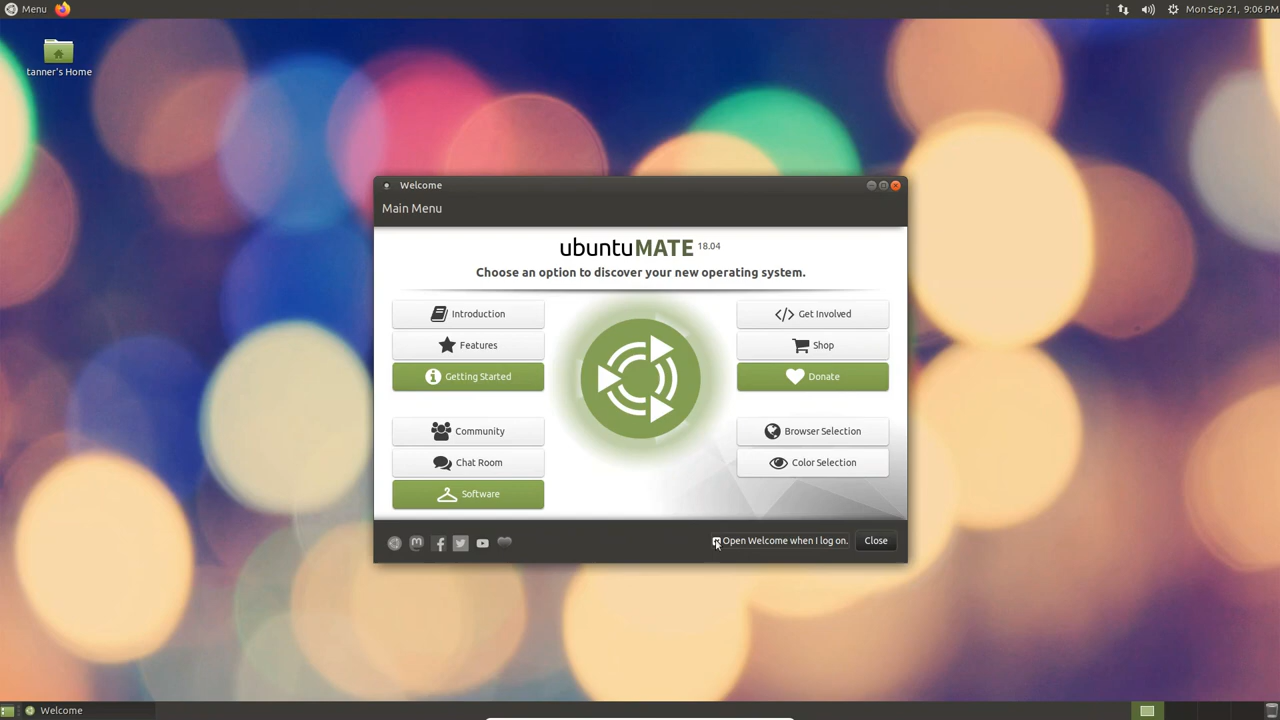 Menu
Mon Sep 21, 9:06 PM
tanner's Home
Welcome
Main Menu
ubuntuMATE 18.04
Choose an option to discover your new operating system.
Introduction
Features
Getting Started
Community
Chat Room
Software
Get Involved
Shop
Donate
Browser Selection
Color Selection
Open Welcome when I log on.
Close
Welcome